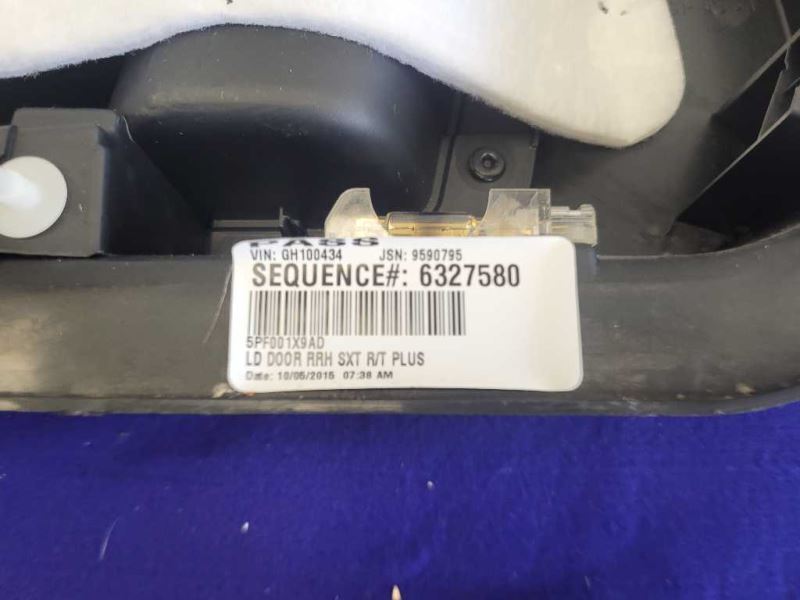 PASS
VIN: GH100434 JSN: 9590795
SEQUENCE#: 6327580
5PF001X9AD
LD DOOR RRH SXT R/T PLUS
Date: 10/05/2015 07:38 AM